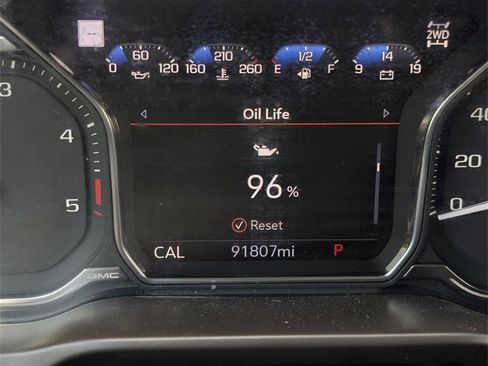 2WD
60 210 1/2 14
0 120 160 260 E F 9 19
Oil Life
96 %
Reset
CAL 91807mi P
3
4
5
GMC
40
20
0